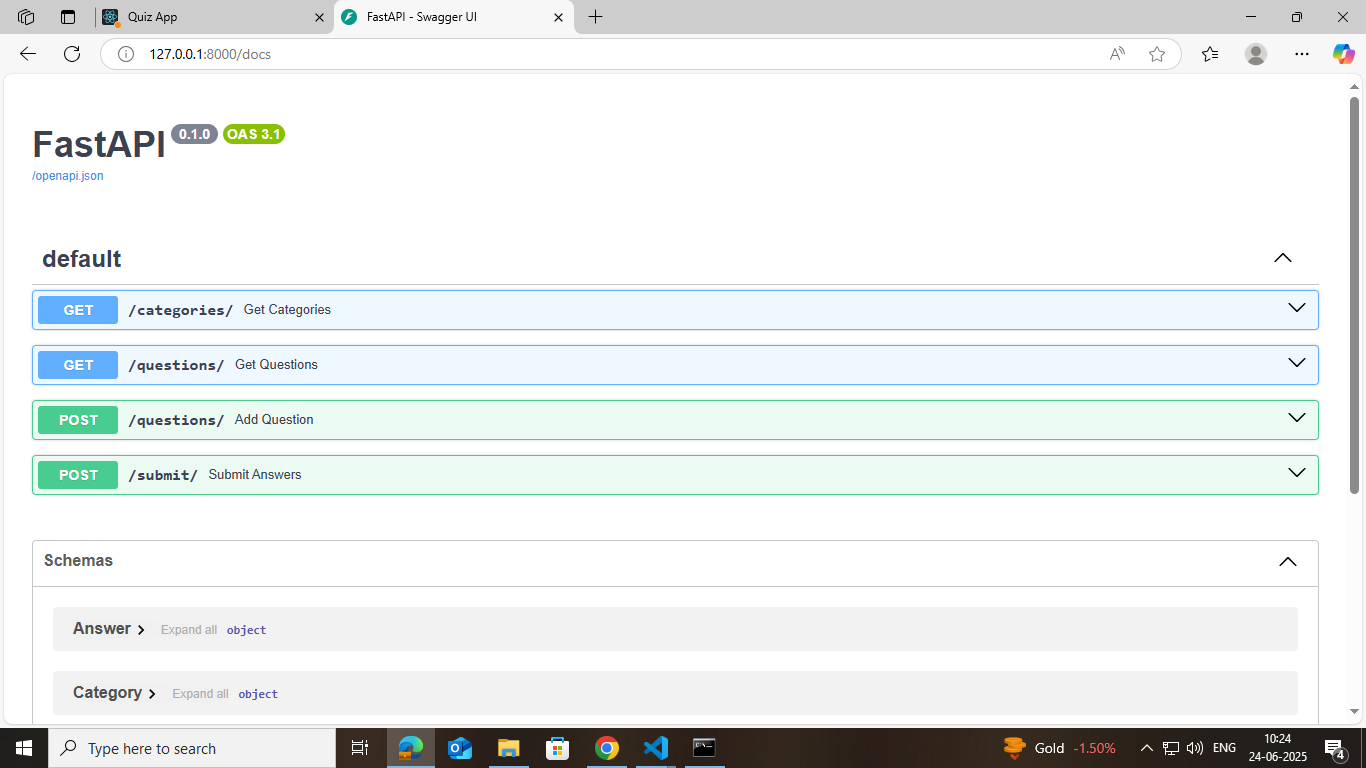 Quiz App
FastAPI - Swagger UI
127.0.0.1:8000/docs
FastAPI 0.1.0 OAS 3.1
/openapi.json
default
GET /categories/ Get Categories
GET /questions/ Get Questions
POST /questions/ Add Question
POST /submit/ Submit Answers
Schemas
Answer Expand all object
Category Expand all object
Type here to search
Gold -1.50%
ENG
10:24
24-06-2025
4